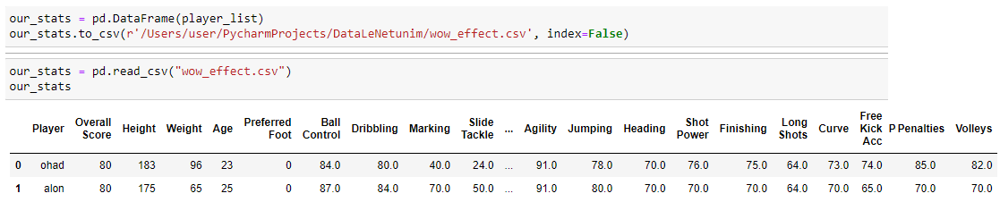 our_stats = pd.DataFrame(player_list)
our_stats.to_csv(r'/Users/user/PycharmProjects/DataLeNetunim/wow_effect.csv', index=False)
our_stats = pd.read_csv("wow_effect.csv")
our_stats
Player Overall Score Height Weight Age Preferred Foot Ball Control Dribbling Marking Slide Tackle ... Agility Jumping Heading Shot Power Finishing Long Shots Curve Free Kick Acc P Penalties Volleys
0 ohad 80 183 96 23 0 84.0 80.0 40.0 24.0 ... 91.0 78.0 70.0 76.0 75.0 64.0 73.0 74.0 85.0 82.0
1 alon 80 175 65 25 0 87.0 84.0 70.0 50.0 ... 91.0 80.0 70.0 70.0 70.0 64.0 70.0 65.0 70.0 70.0